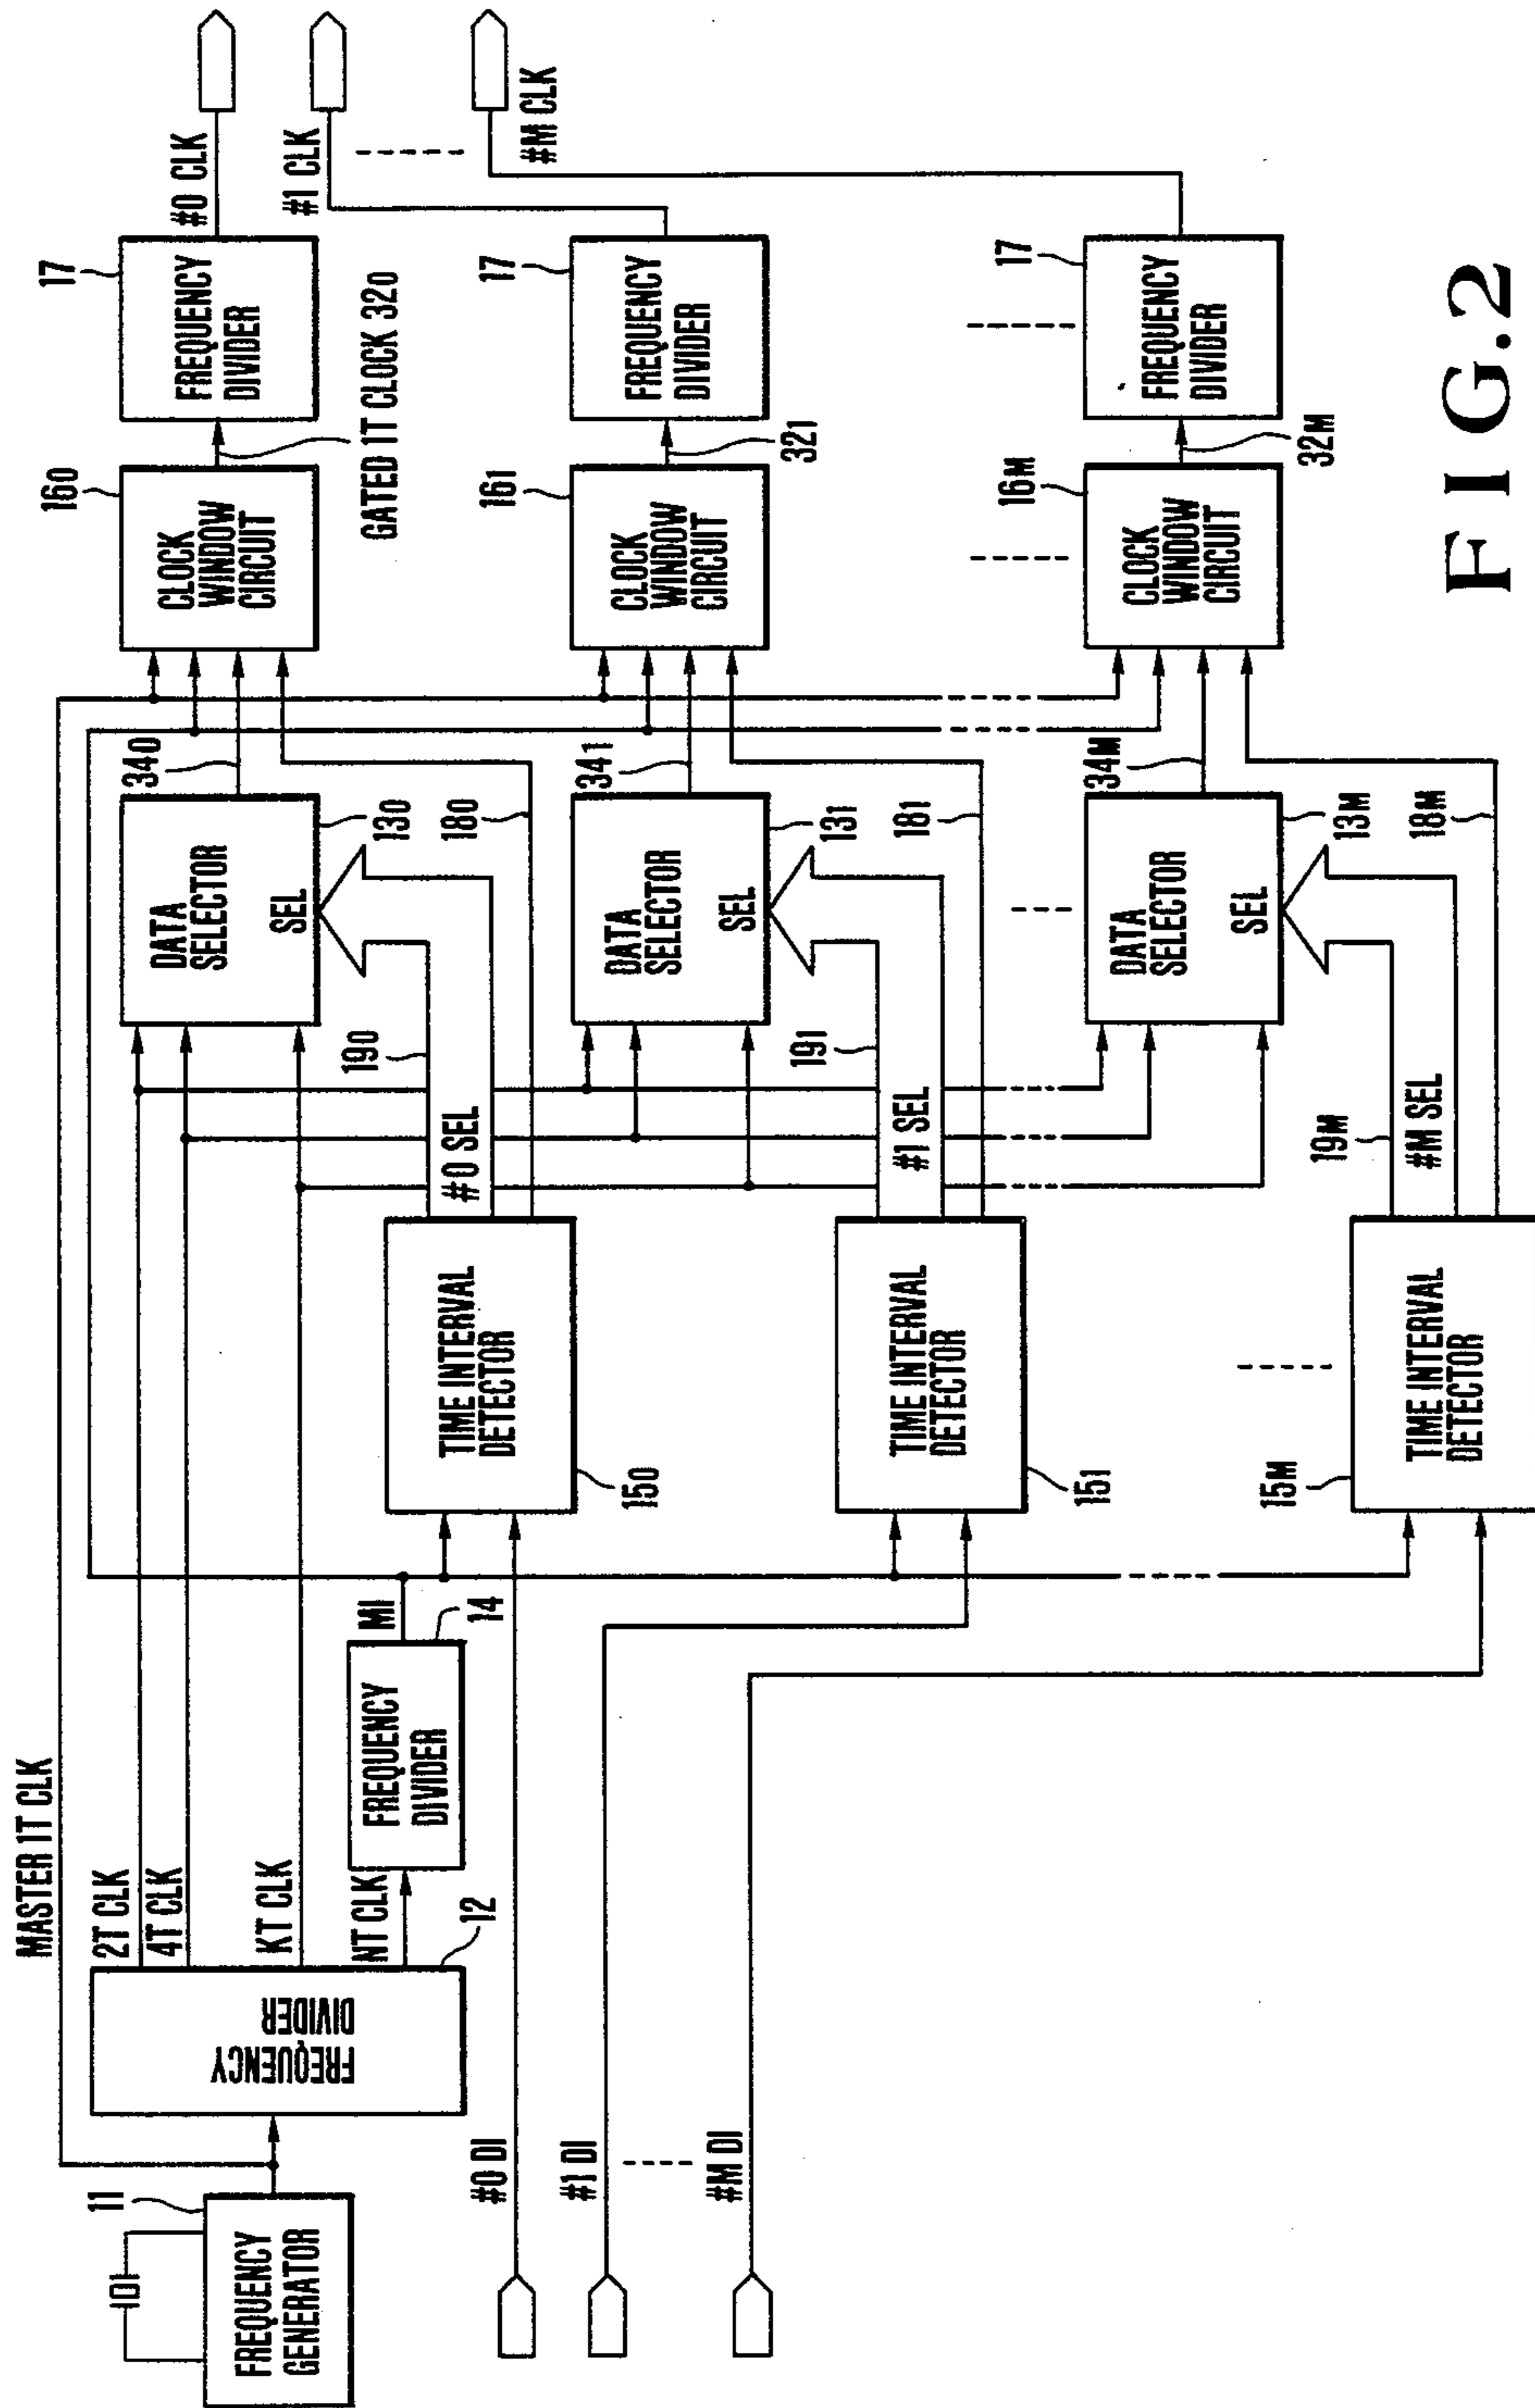 MASTER 1T CLK
11
FREQUENCY
GENERATOR
FREQUENCY
DIVIDER
12
2T CLK
4T CLK
KT CLK
NT CLK
FREQUENCY
DIVIDER
14
MI
#0 DI
#1 DI
#M DI
TIME INTERVAL
DETECTOR
150
#0 SEL
190
180
DATA
SELECTOR
SEL
130
340
CLOCK
WINDOW
CIRCUIT
160
GATED 1T CLOCK 320
FREQUENCY
DIVIDER
17
#0 CLK
TIME INTERVAL
DETECTOR
151
#1 SEL
191
181
DATA
SELECTOR
SEL
131
341
CLOCK
WINDOW
CIRCUIT
161
321
FREQUENCY
DIVIDER
17
#1 CLK
TIME INTERVAL
DETECTOR
15M
#M SEL
19M
18M
DATA
SELECTOR
SEL
13M
34M
CLOCK
WINDOW
CIRCUIT
16M
32M
FREQUENCY
DIVIDER
17
#M CLK
FIG.2